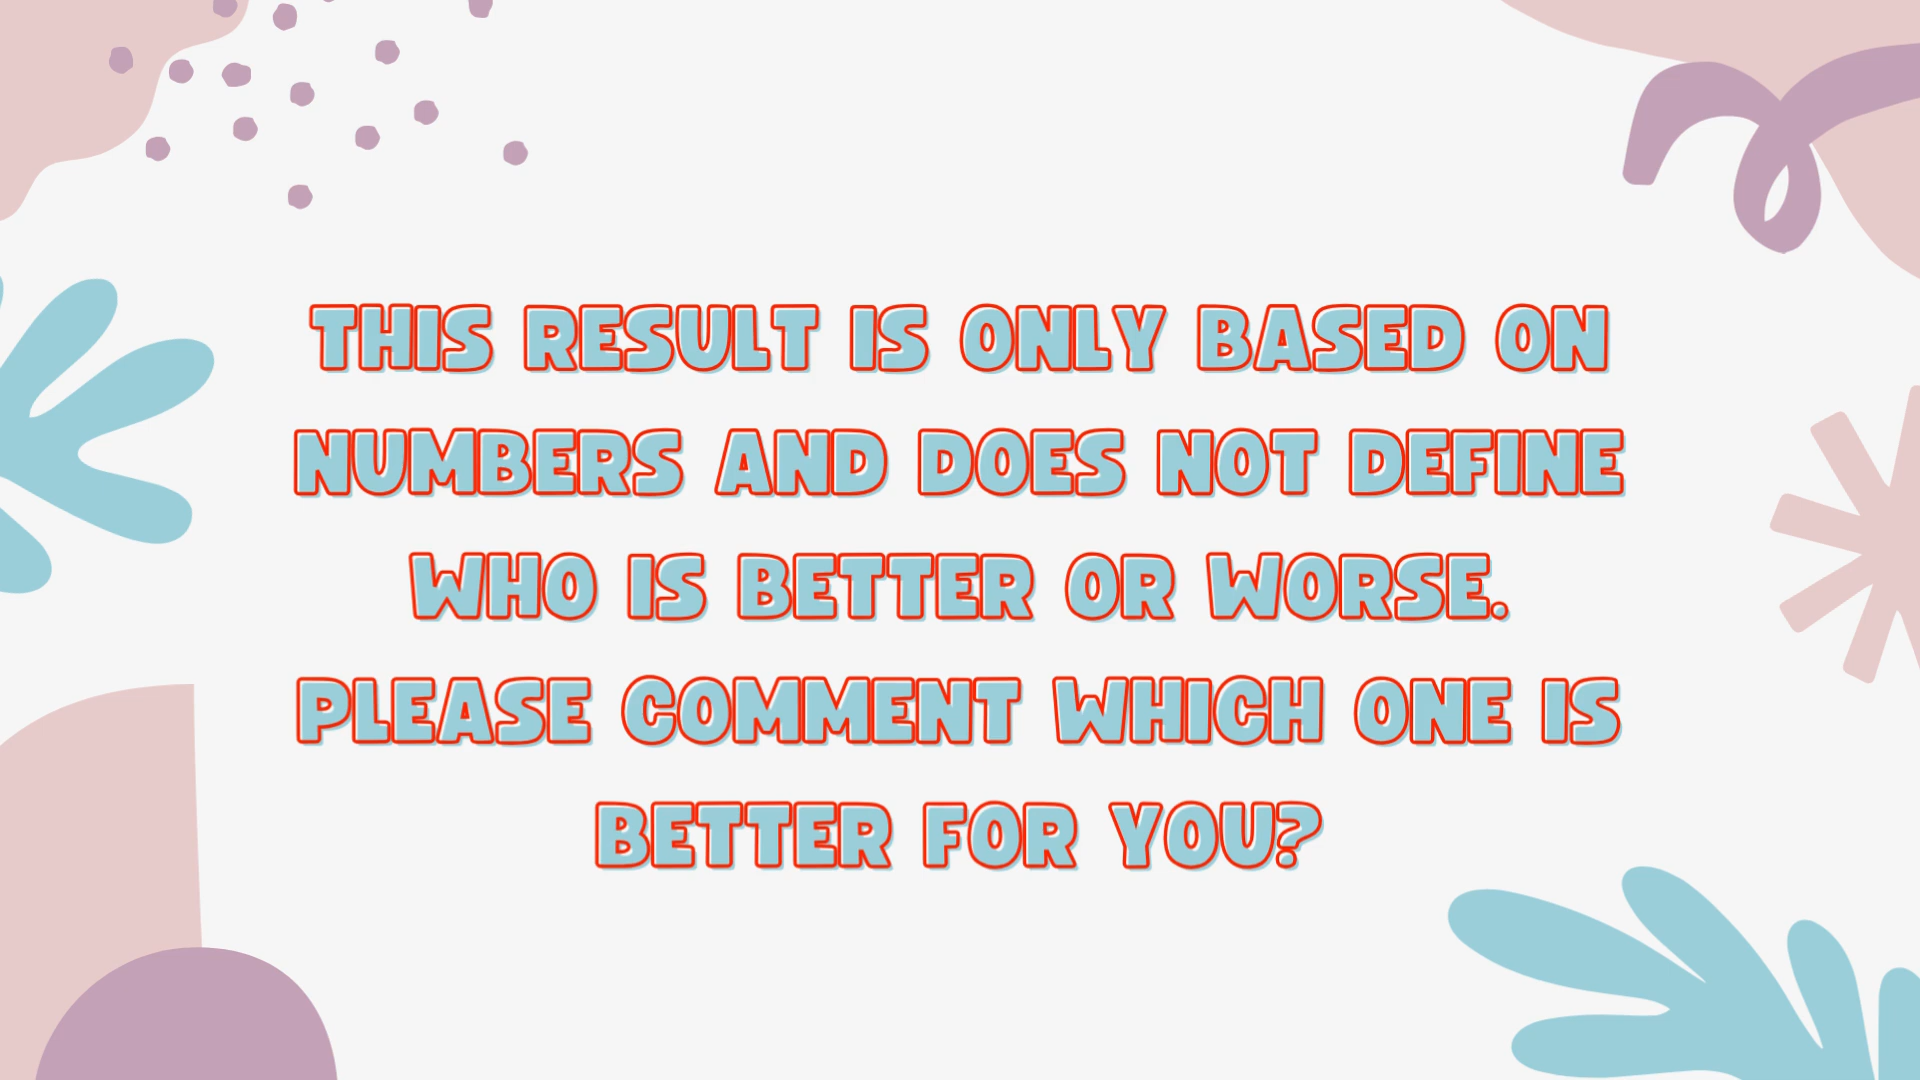 THIS RESULT IS ONLY BASED ON
NUMBERS AND DOES NOT DEFINE
WHO IS BETTER OR WORSE.
PLEASE COMMENT WHICH ONE IS
BETTER FOR YOU?